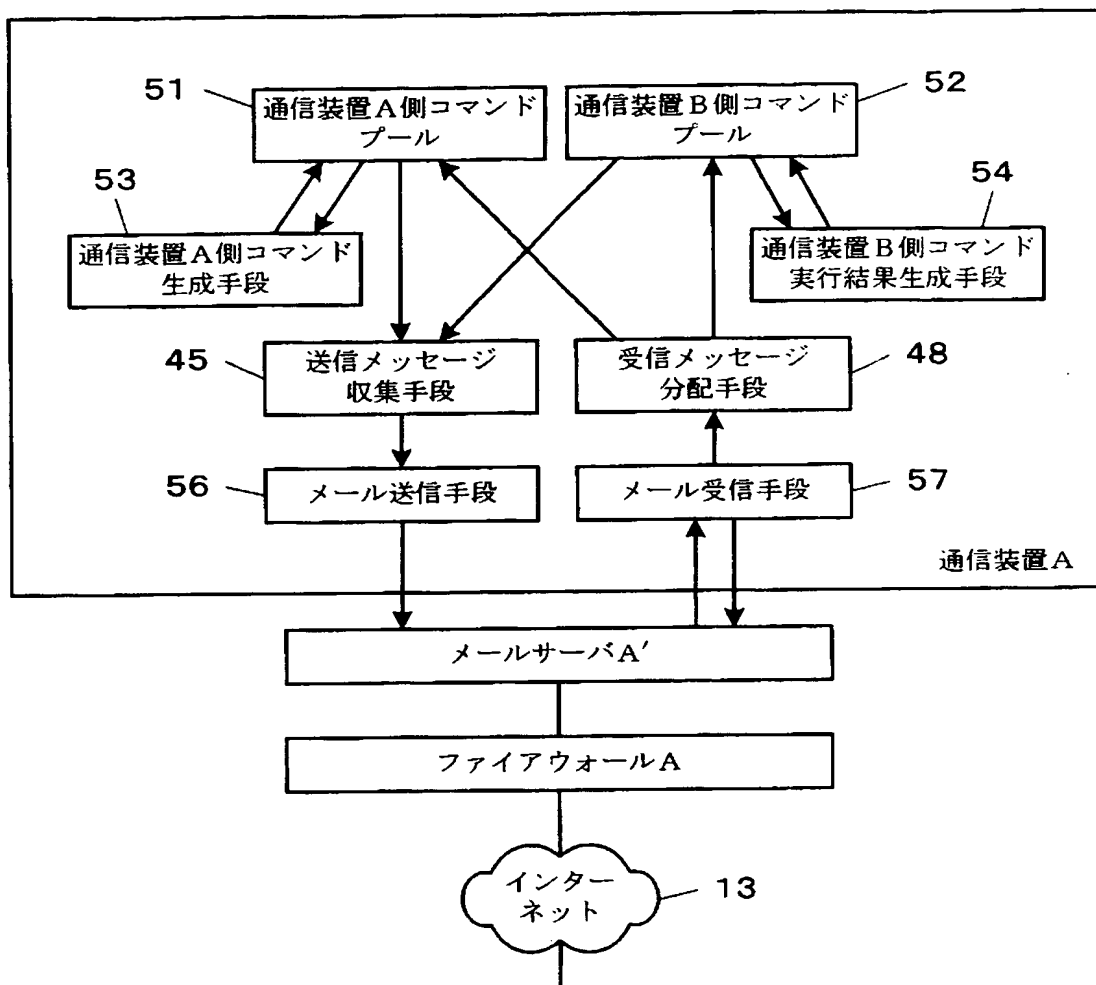 51
通信装置A側コマンド
プール
52
通信装置B側コマンド
プール
53
通信装置A側コマンド
生成手段
54
通信装置B側コマンド
実行結果生成手段
45
送信メッセージ
収集手段
受信メッセージ
分配手段
48
56
メール送信手段
メール受信手段
57
通信装置A
メールサーバA′
ファイアウォールA
インター
ネット
13